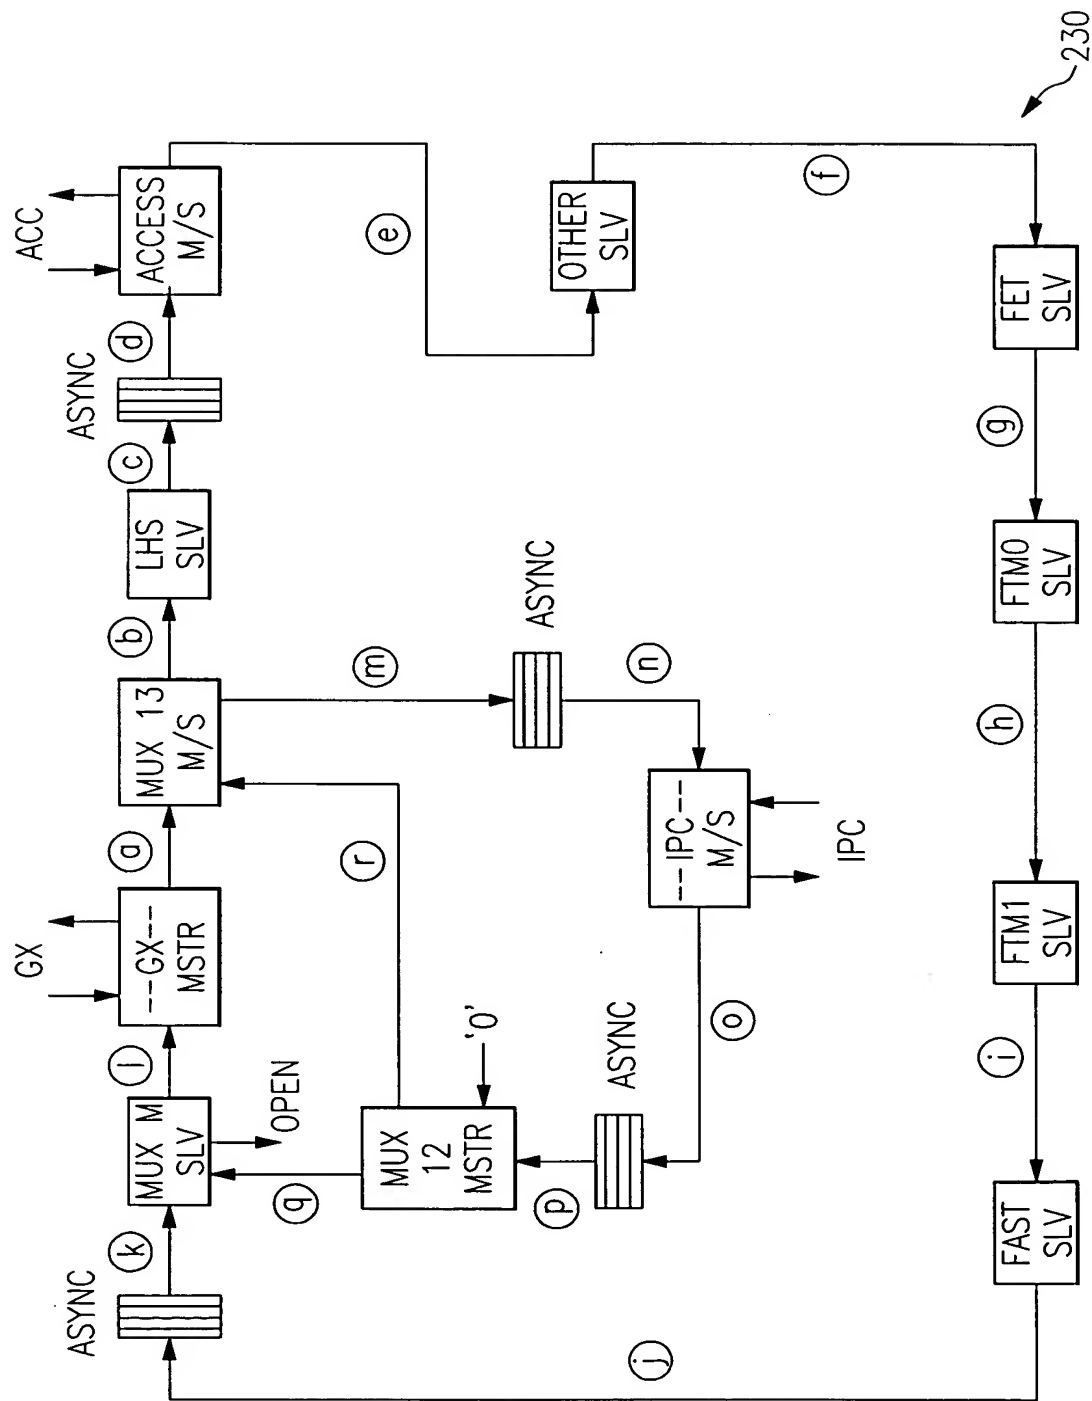 GX
ACC
ASYNC
ASYNC
k
l
a
b
c
d
MUX M
SLV
--GX--
MSTR
MUX 13
M/S
LHS
SLV
ACCESS
M/S
OPEN
q
r
m
e
MUX
12
MSTR
'0'
ASYNC
p
n
OTHER
SLV
ASYNC
o
--IPC--
M/S
IPC
j
f
i
h
g
FAST
SLV
FTM1
SLV
FTM0
SLV
FET
SLV
230